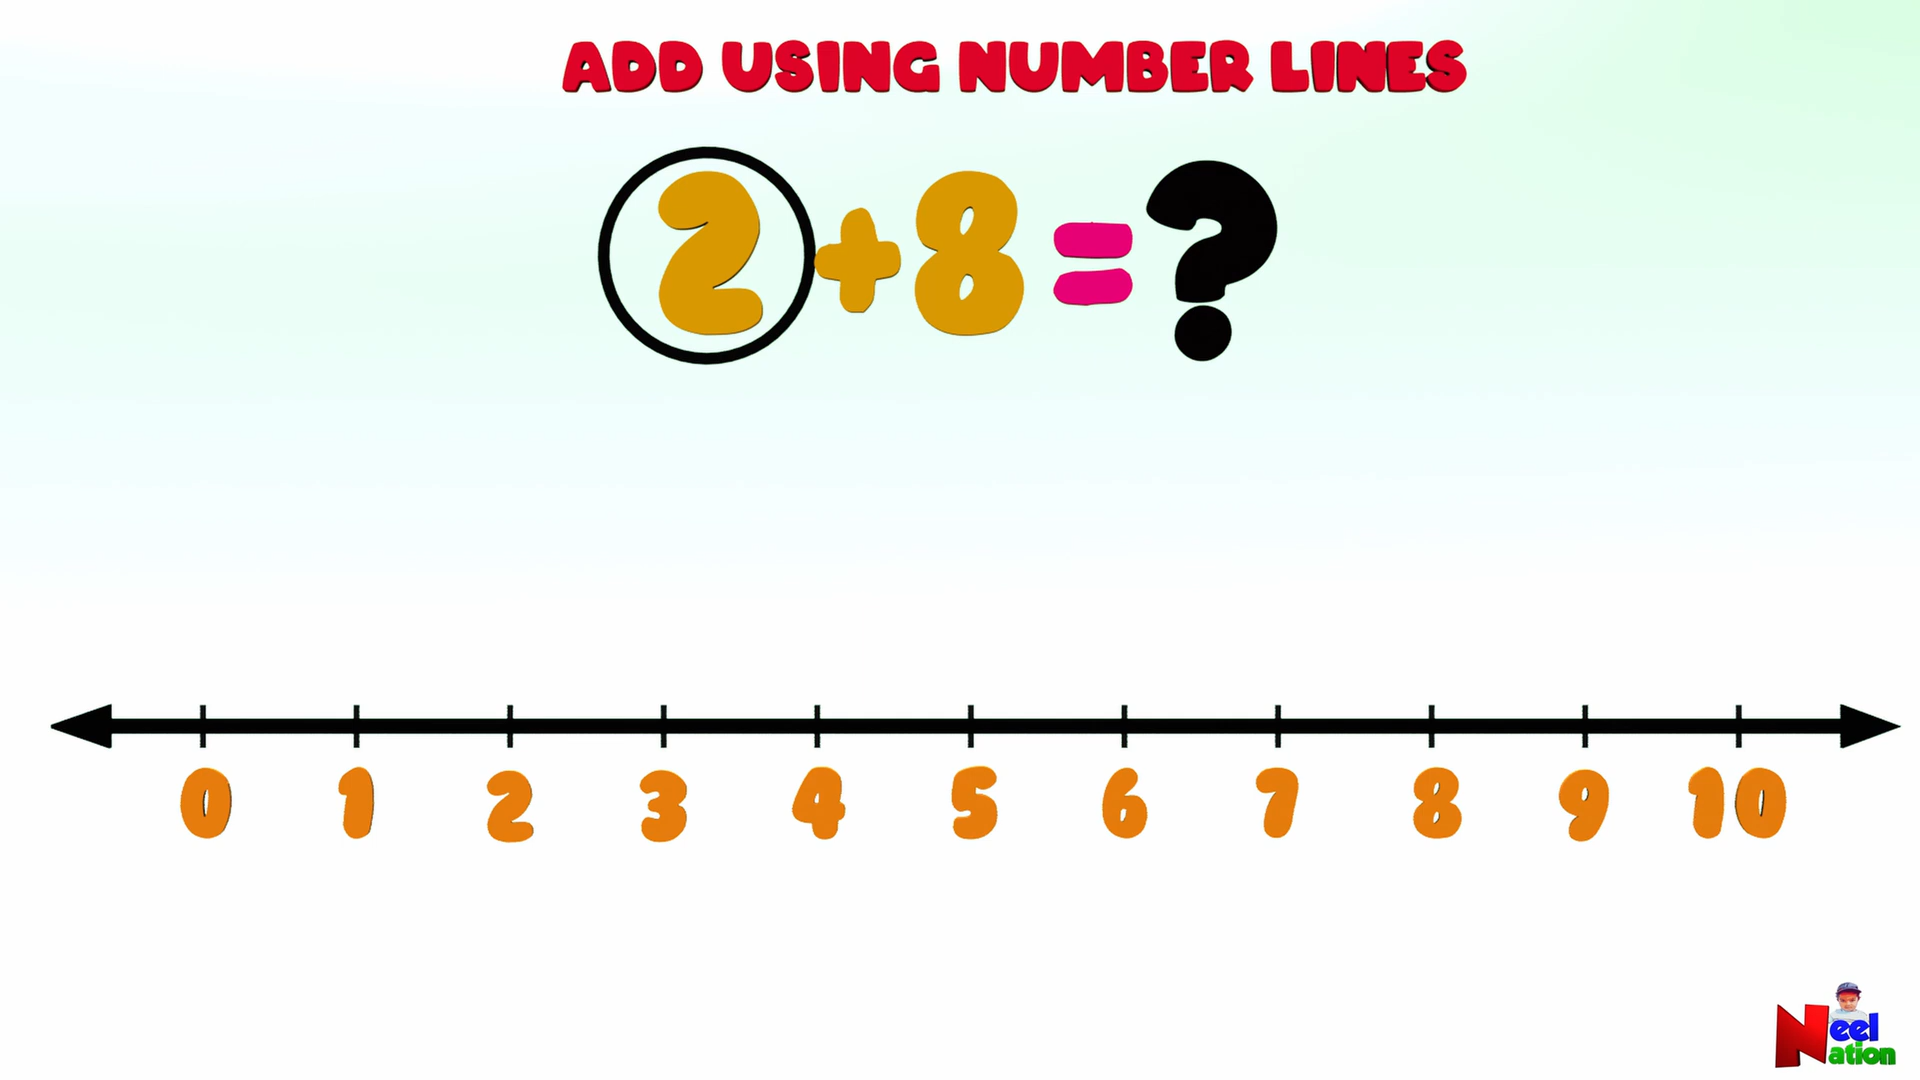 ADD USING NUMBER LINES
2+8=?
0 1 2 3 4 5 6 7 8 9 10
Neel
Nation